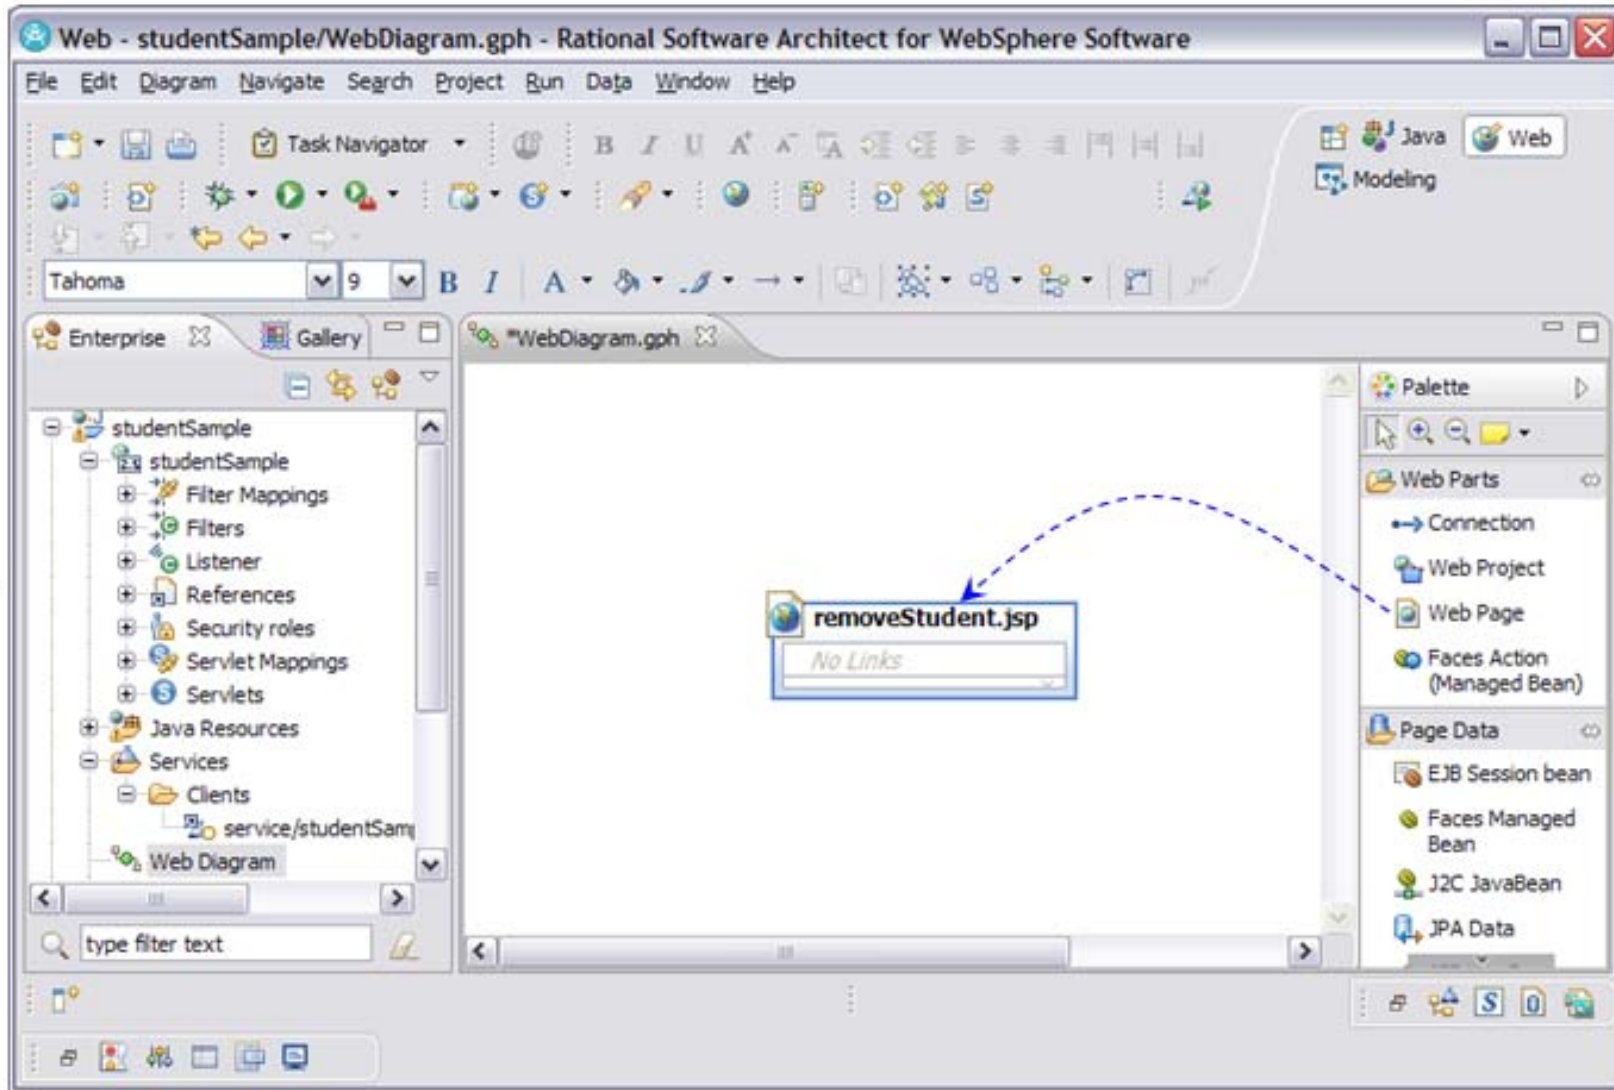 Web - studentSample/WebDiagram.gph - Rational Software Architect for WebSphere Software
File Edit Diagram Navigate Search Project Run Data Window Help
Task Navigator
Java
Web
Modeling
Tahoma
9
Enterprise
Gallery
*WebDiagram.gph
studentSample
studentSample
Filter Mappings
Filters
Listener
References
Security roles
Servlet Mappings
Servlets
Java Resources
Services
Clients
service/studentSam
Web Diagram
type filter text
removeStudent.jsp
No Links
Palette
Web Parts
Connection
Web Project
Web Page
Faces Action
(Managed Bean)
Page Data
EJB Session bean
Faces Managed
Bean
J2C JavaBean
JPA Data